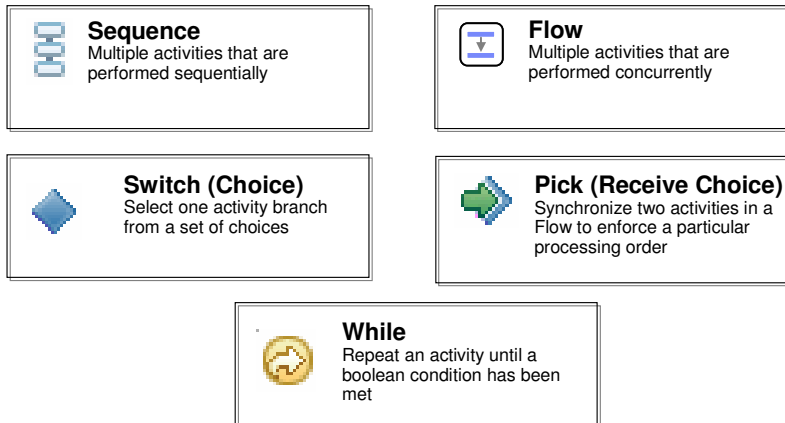 Sequence
Multiple activities that are
performed sequentially
Flow
Multiple activities that are
performed concurrently
Switch (Choice)
Select one activity branch
from a set of choices
Pick (Receive Choice)
Synchronize two activities in a
Flow to enforce a particular
processing order
While
Repeat an activity until a
boolean condition has been
met